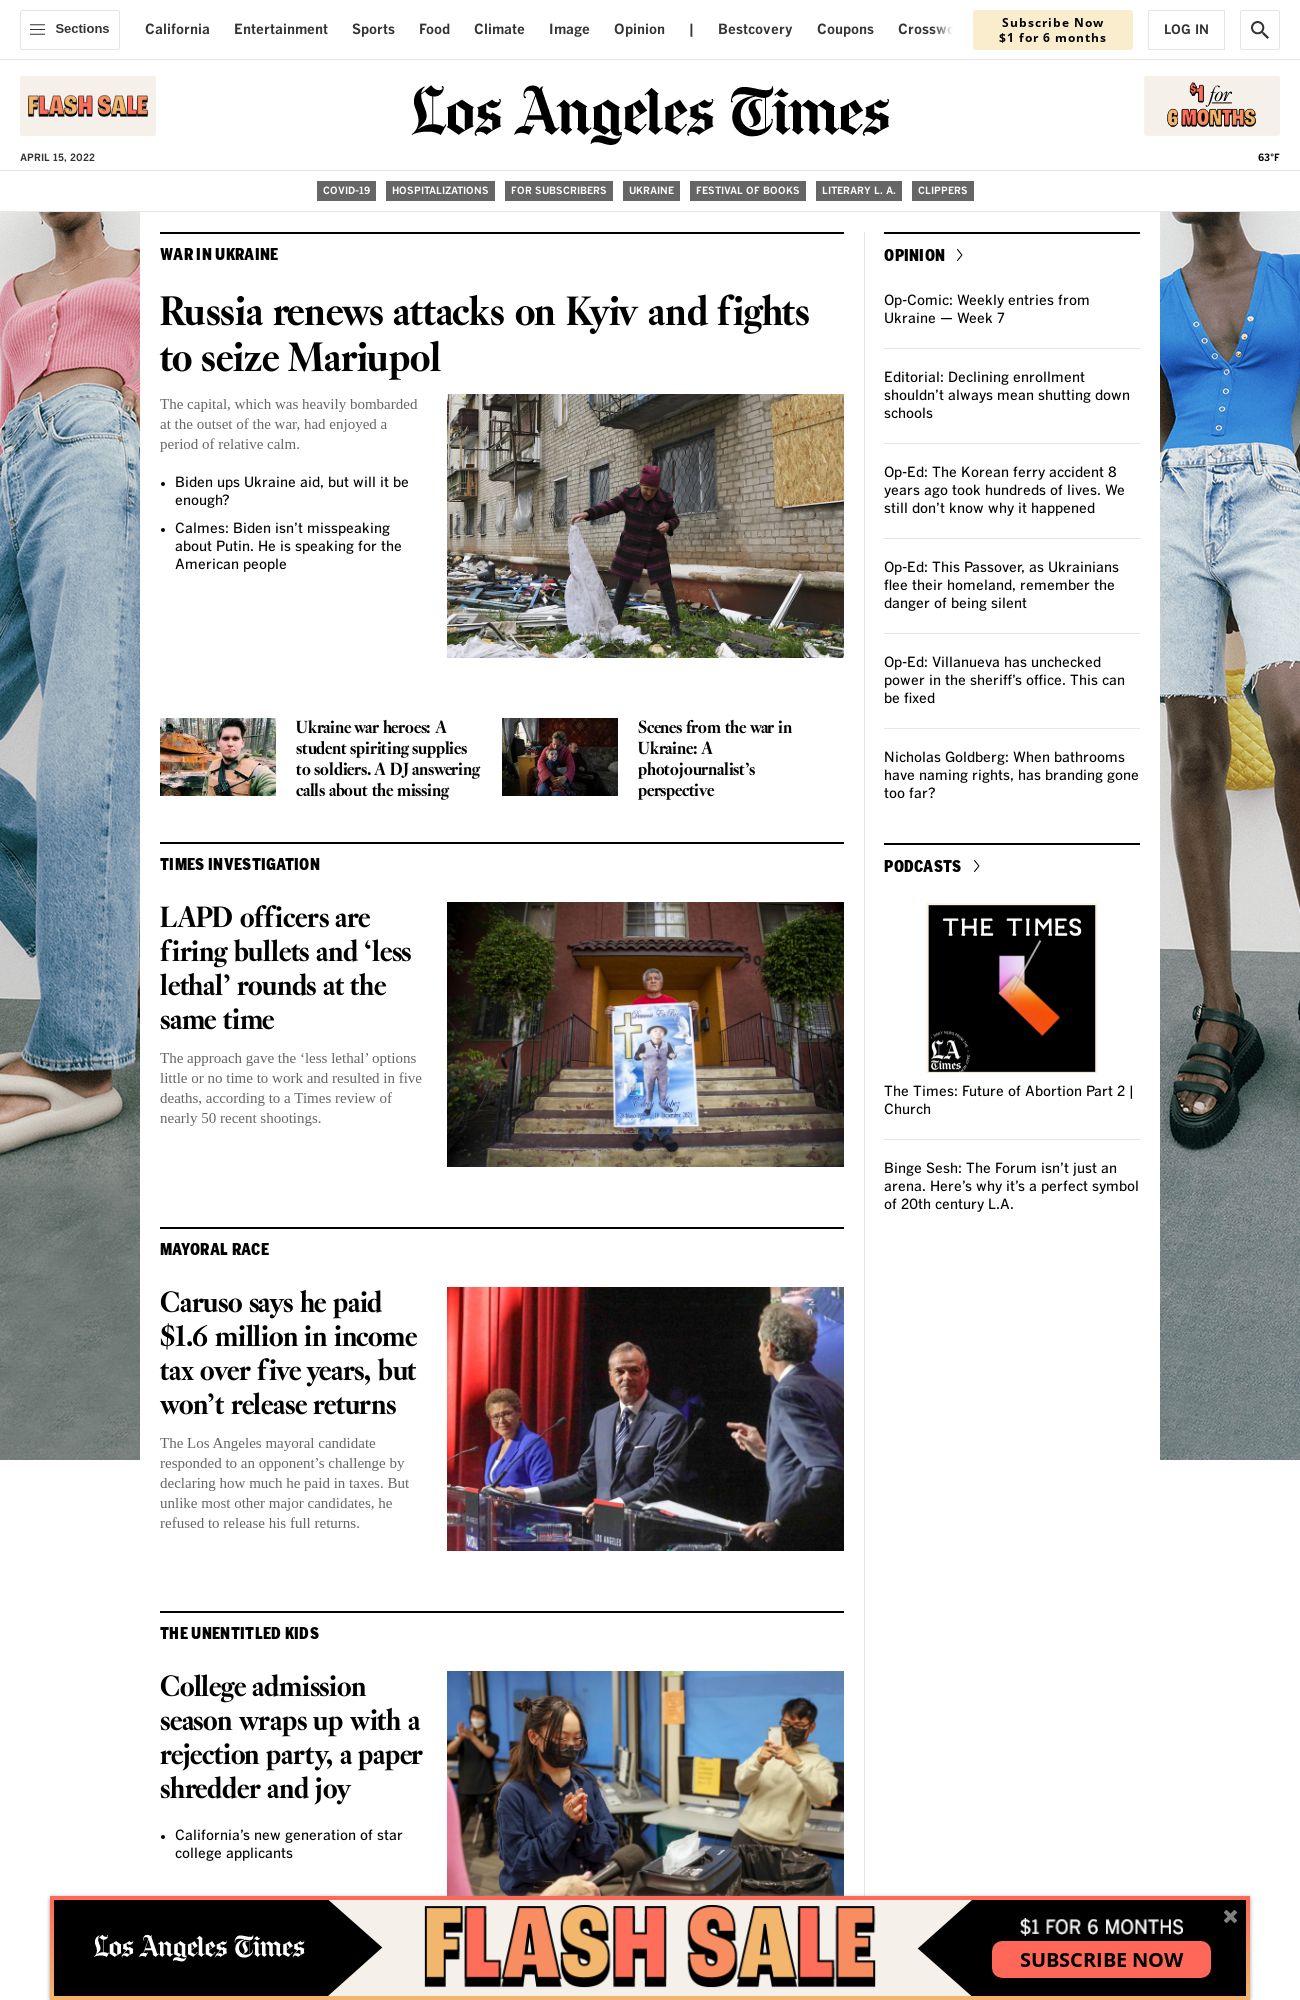 Sections
California
Entertainment
Sports
Food
Climate
Image
Opinion
|
Bestcovery
Coupons
Subscribe Now
$1 for 6 months
LOG IN
FLASH SALE
Los Angeles Times
$1 for
6 MONTHS
APRIL 15, 2022
63°F
COVID-19
HOSPITALIZATIONS
FOR SUBSCRIBERS
UKRAINE
FESTIVAL OF BOOKS
LITERARY L. A.
CLIPPERS
WAR IN UKRAINE
Russia renews attacks on Kyiv and fights
to seize Mariupol
The capital, which was heavily bombarded
at the outset of the war, had enjoyed a
period of relative calm.
• Biden ups Ukraine aid, but will it be
enough?
• Calmes: Biden isn’t misspeaking
about Putin. He is speaking for the
American people
Ukraine war heroes: A
student spiriting supplies
to soldiers. A DJ answering
calls about the missing
Scenes from the war in
Ukraine: A
photojournalist’s
perspective
TIMES INVESTIGATION
LAPD officers are
firing bullets and ‘less
lethal’ rounds at the
same time
The approach gave the ‘less lethal’ options
little or no time to work and resulted in five
deaths, according to a Times review of
nearly 50 recent shootings.
MAYORAL RACE
Caruso says he paid
$1.6 million in income
tax over five years, but
won’t release returns
The Los Angeles mayoral candidate
responded to an opponent’s challenge by
declaring how much he paid in taxes. But
unlike most other major candidates, he
refused to release his full returns.
LOS ANGELES
THE UNENTITLED KIDS
College admission
season wraps up with a
rejection party, a paper
shredder and joy
• California’s new generation of star
college applicants
OPINION
Op-Comic: Weekly entries from
Ukraine — Week 7
Editorial: Declining enrollment
shouldn’t always mean shutting down
schools
Op-Ed: The Korean ferry accident 8
years ago took hundreds of lives. We
still don’t know why it happened
Op-Ed: This Passover, as Ukrainians
flee their homeland, remember the
danger of being silent
Op-Ed: Villanueva has unchecked
power in the sheriff’s office. This can
be fixed
Nicholas Goldberg: When bathrooms
have naming rights, has branding gone
too far?
PODCASTS
THE TIMES
LA
Times
The Times: Future of Abortion Part 2 |
Church
Binge Sesh: The Forum isn’t just an
arena. Here’s why it’s a perfect symbol
of 20th century L.A.
Los Angeles Times
FLASH SALE
$1 FOR 6 MONTHS
SUBSCRIBE NOW